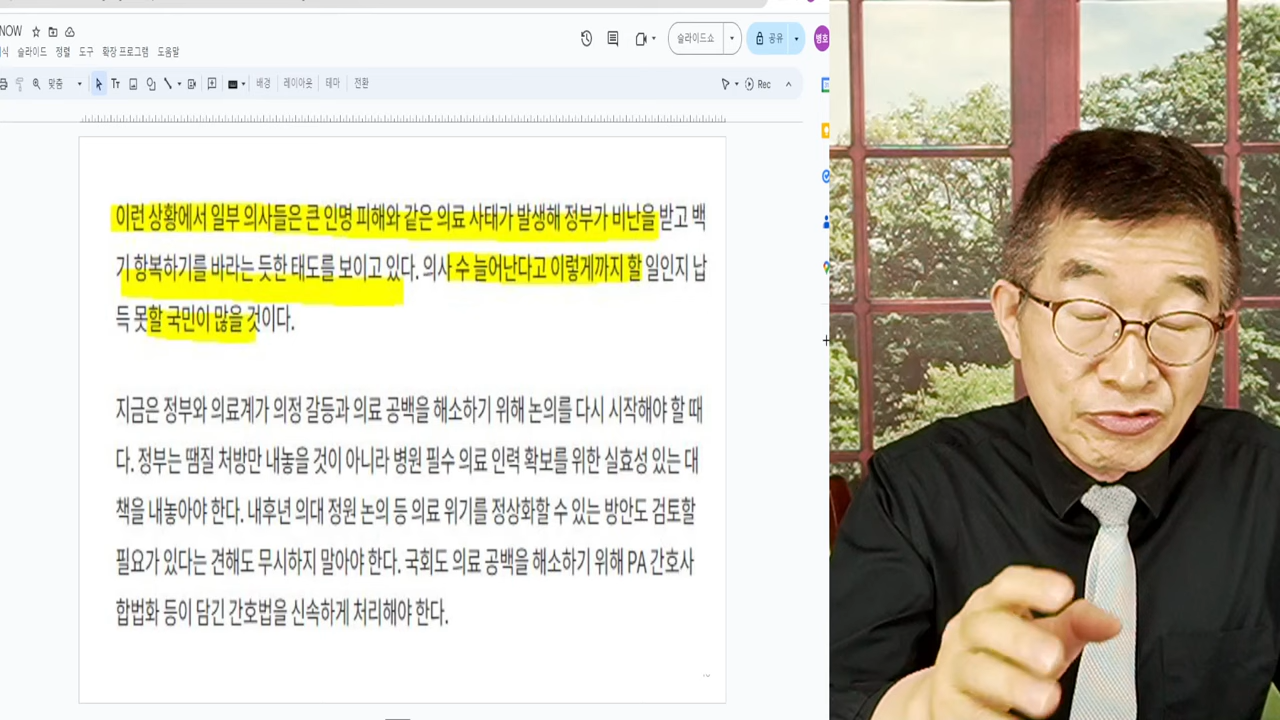 NOW
슬라이드 정렬 도구 확장 프로그램 도움말
슬라이드쇼
공유
병호
맞춤
Tт
배경 레이아웃 테마 전환
Rec
이런 상황에서 일부 의사들은 큰 인명 피해와 같은 의료 사태가 발생해 정부가 비난을 받고 백
기 항복하기를 바라는 듯한 태도를 보이고 있다. 의사 수 늘어난다고 이렇게까지 할 일인지 납
득 못할 국민이 많을 것이다.
지금은 정부와 의료계가 의정 갈등과 의료 공백을 해소하기 위해 논의를 다시 시작해야 할 때
다. 정부는 땜질 처방만 내놓을 것이 아니라 병원 필수 의료 인력 확보를 위한 실효성 있는 대
책을 내놓아야 한다. 내후년 의대 정원 논의 등 의료 위기를 정상화할 수 있는 방안도 검토할
필요가 있다는 견해도 무시하지 말아야 한다. 국회도 의료 공백을 해소하기 위해 PA 간호사
합법화 등이 담긴 간호법을 신속하게 처리해야 한다.